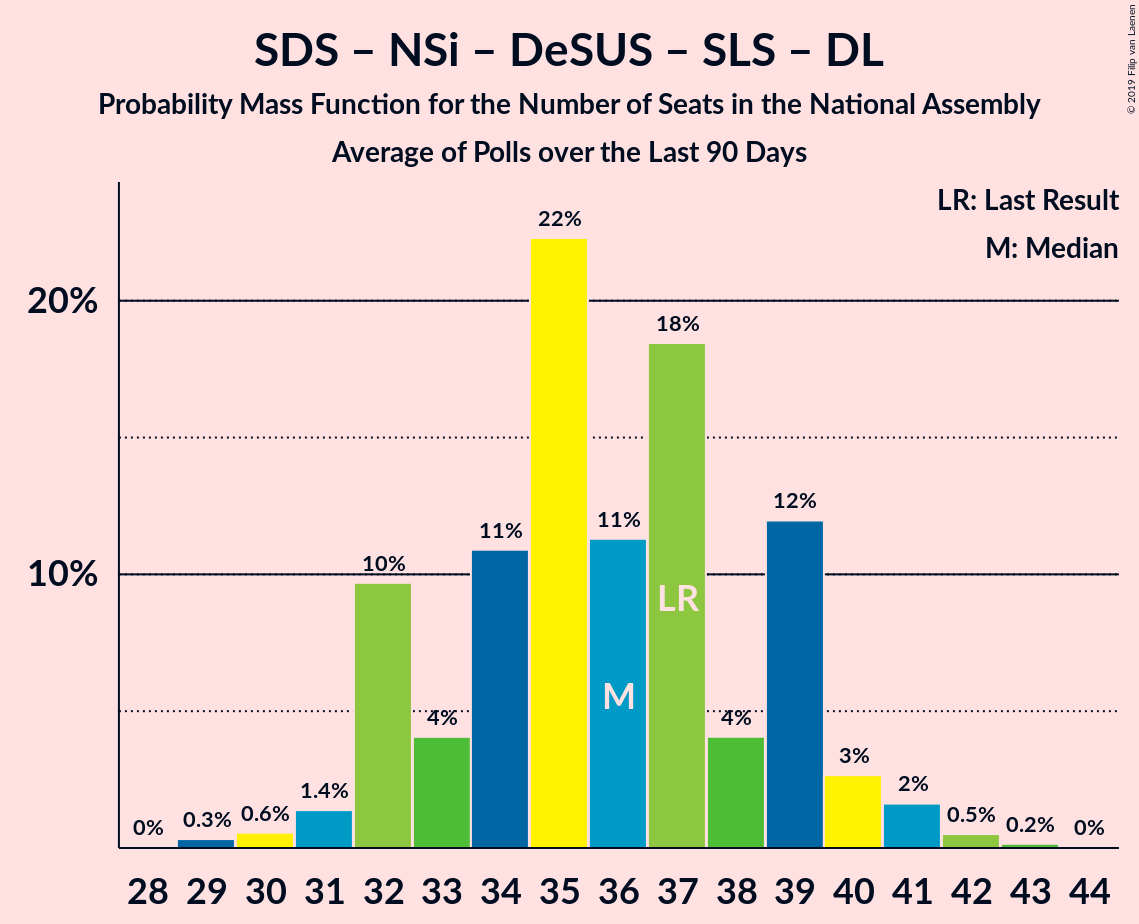 SDS – NSi – DeSUS – SLS – DL
Probability Mass Function for the Number of Seats in the National Assembly
Average of Polls over the Last 90 Days
© 2019 Filip van Laenen
LR: Last Result
M: Median
22%
20%
18%
12%
11%
11%
10%
10%
LR
M
4%
4%
3%
2%
1.4%
0.6%
0.5%
0.3%
0.2%
0%
0%
28 29 30 31 32 33 34 35 36 37 38 39 40 41 42 43 44